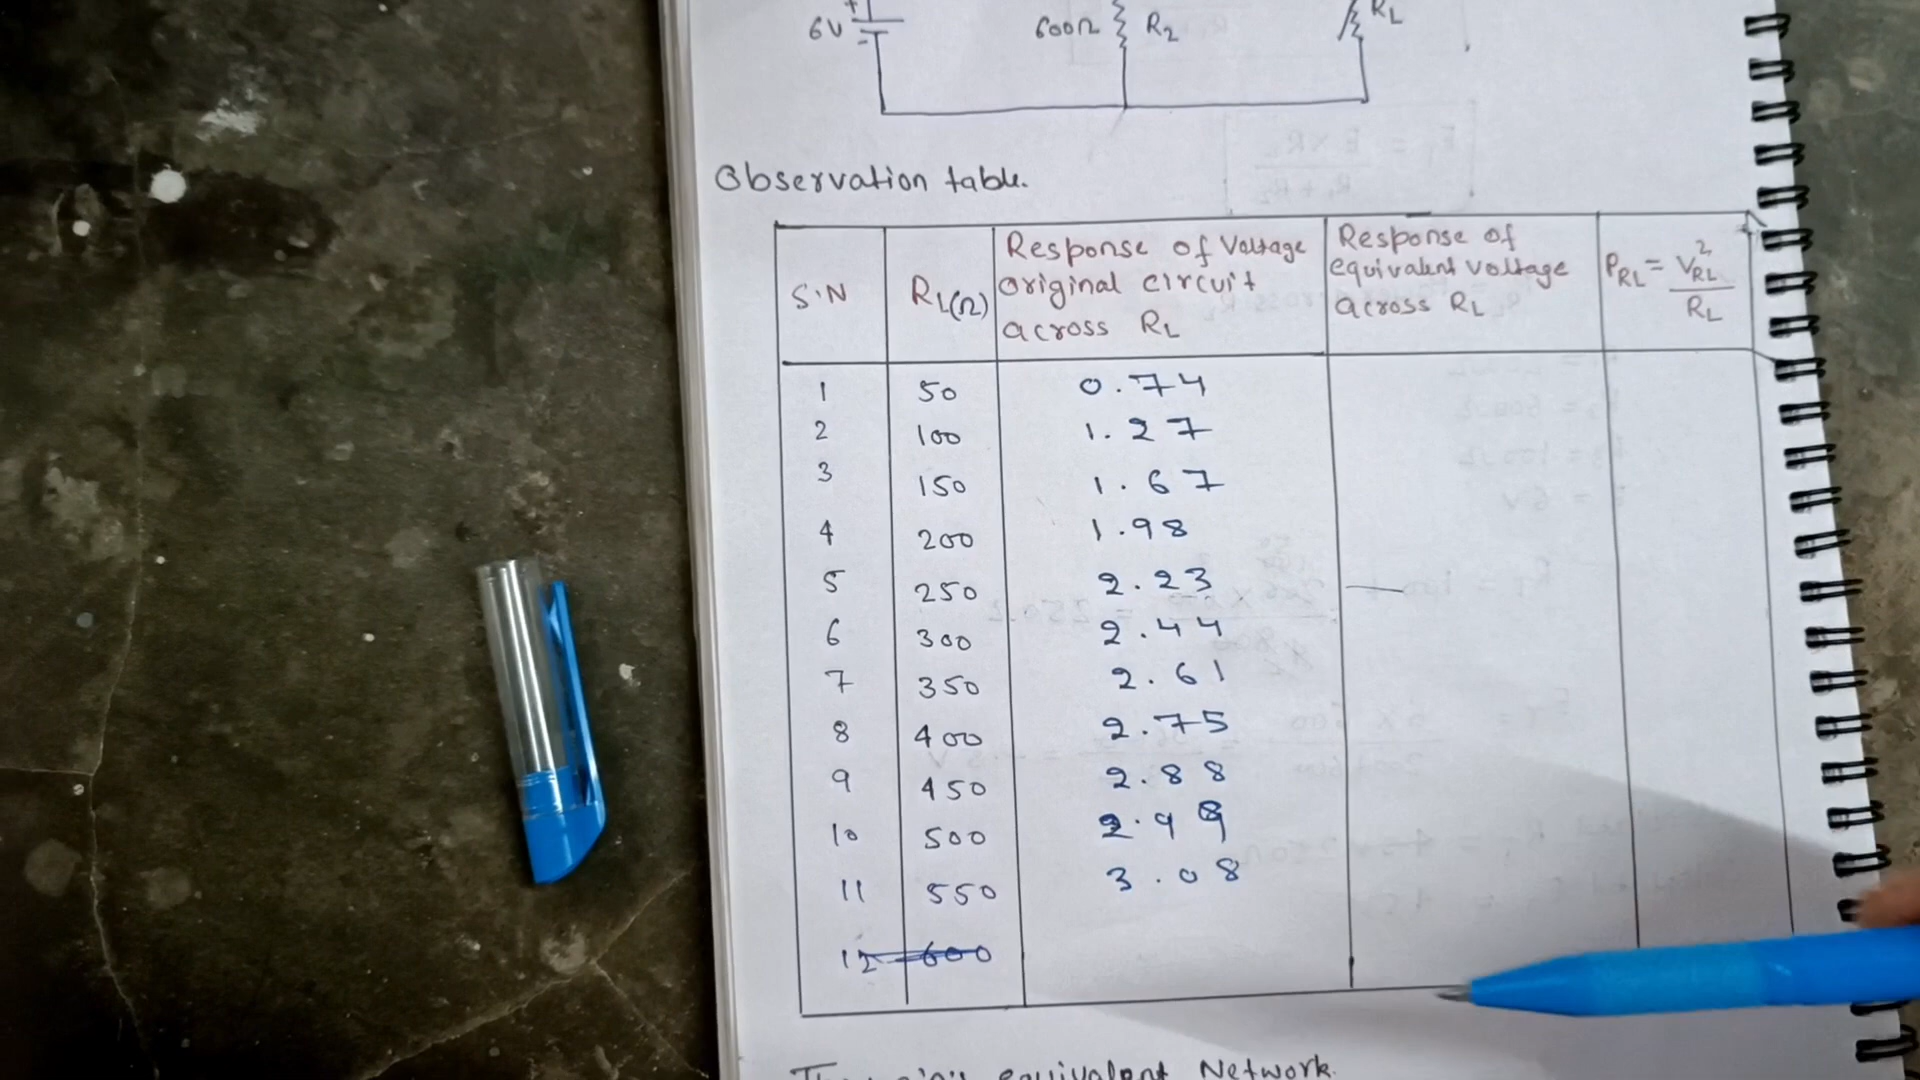 6V + - 600Ω R2 RL
Observation table.
S.N
RL(Ω)
Response of Voltage
original circuit
across RL
Response of
equivalent voltage
across RL
PRL = VRL²
RL
1 50 0.74
2 100 1.27
3 150 1.67
4 200 1.98
5 250 2.23
6 300 2.44
7 350 2.61
8 400 2.75
9 450 2.88
10 500 2.99
11 550 3.08
12 600
equivalent Network.